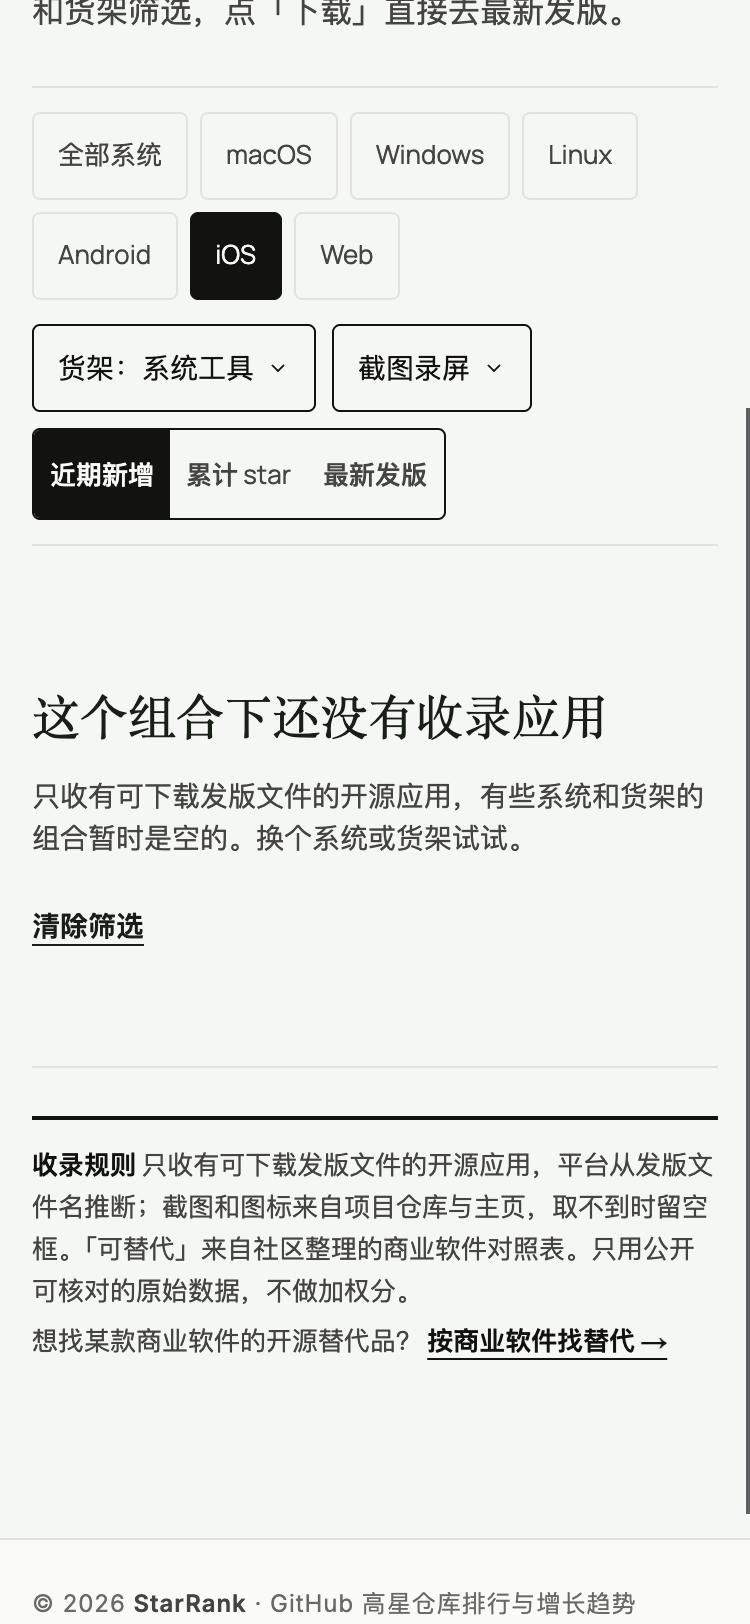 和货架筛选，点「下载」直接去最新发版。
全部系统 macOS Windows Linux
Android iOS Web
货架：系统工具 截图录屏
近期新增 累计 star 最新发版
这个组合下还没有收录应用
只收有可下载发版文件的开源应用，有些系统和货架的
组合暂时是空的。换个系统或货架试试。
清除筛选
收录规则 只收有可下载发版文件的开源应用，平台从发版文
件名推断；截图和图标来自项目仓库与主页，取不到时留空
框。「可替代」来自社区整理的商业软件对照表。只用公开
可核对的原始数据，不做加权分。
想找某款商业软件的开源替代品？ 按商业软件找替代 →
© 2026 StarRank · GitHub 高星仓库排行与增长趋势